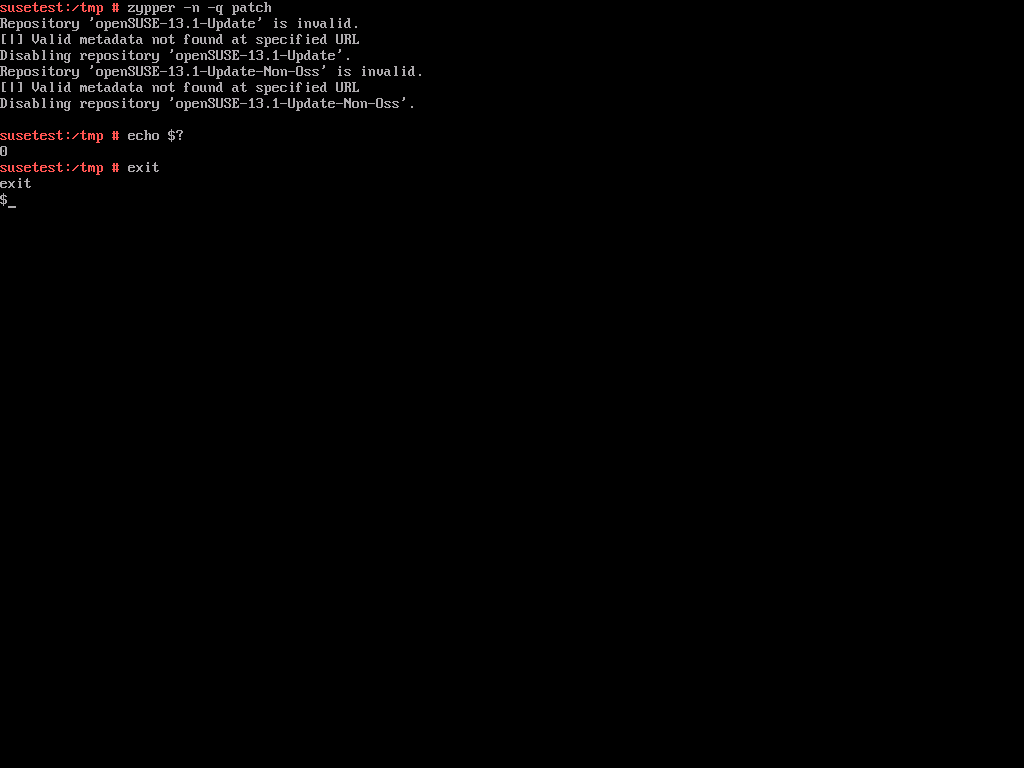 susetest:/tmp # zypper -n -q patch
Repository 'openSUSE-13.1-Update' is invalid.
[|] Valid metadata not found at specified URL
Disabling repository 'openSUSE-13.1-Update'.
Repository 'openSUSE-13.1-Update-Non-Oss' is invalid.
[|] Valid metadata not found at specified URL
Disabling repository 'openSUSE-13.1-Update-Non-Oss'.
susetest:/tmp # echo $?
0
susetest:/tmp # exit
exit
$_